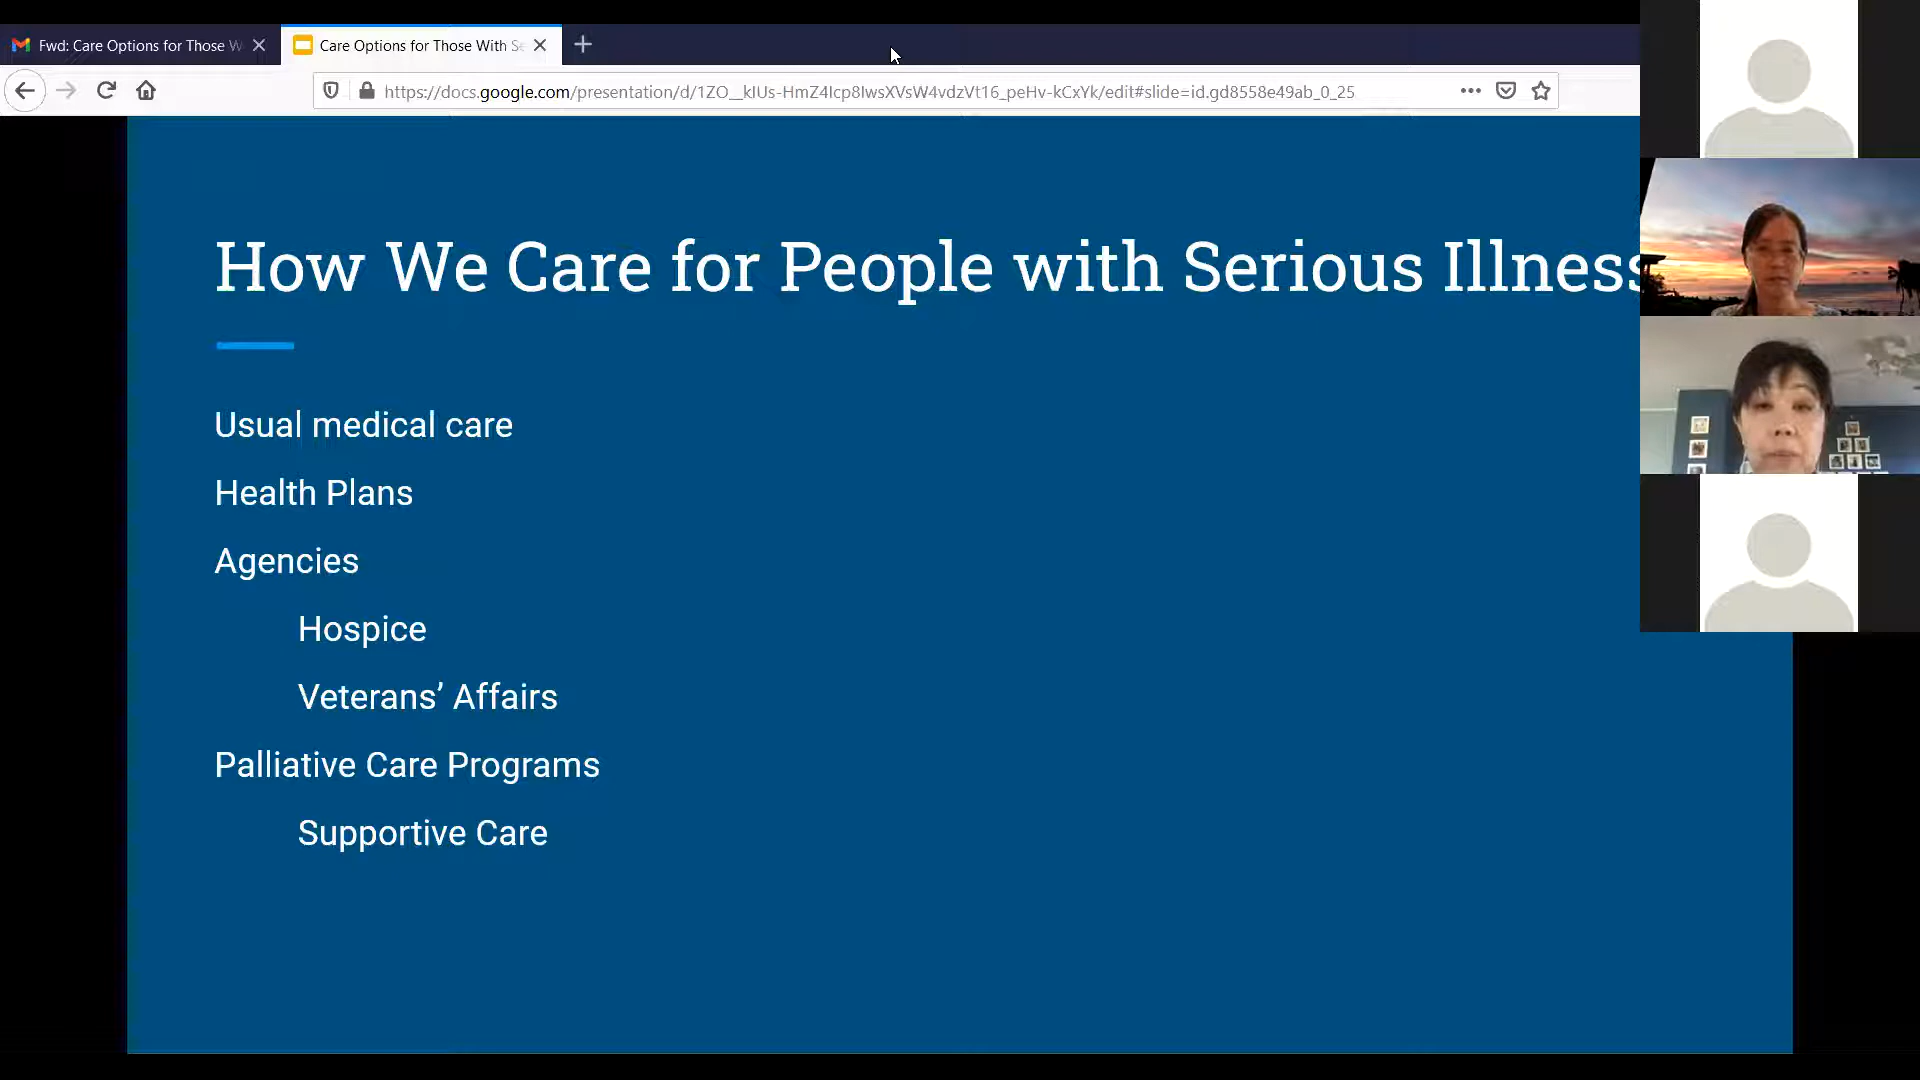 Fwd: Care Options for Those W
Care Options for Those With Se
https://docs.google.com/presentation/d/1ZO__kIUs-HmZ4Icp8IwsXVsW4vdzVt16_peHv-kCxYk/edit#slide=id.gd8558e49ab_0_25
How We Care for People with Serious Illness
Usual medical care
Health Plans
Agencies
Hospice
Veterans’ Affairs
Palliative Care Programs
Supportive Care